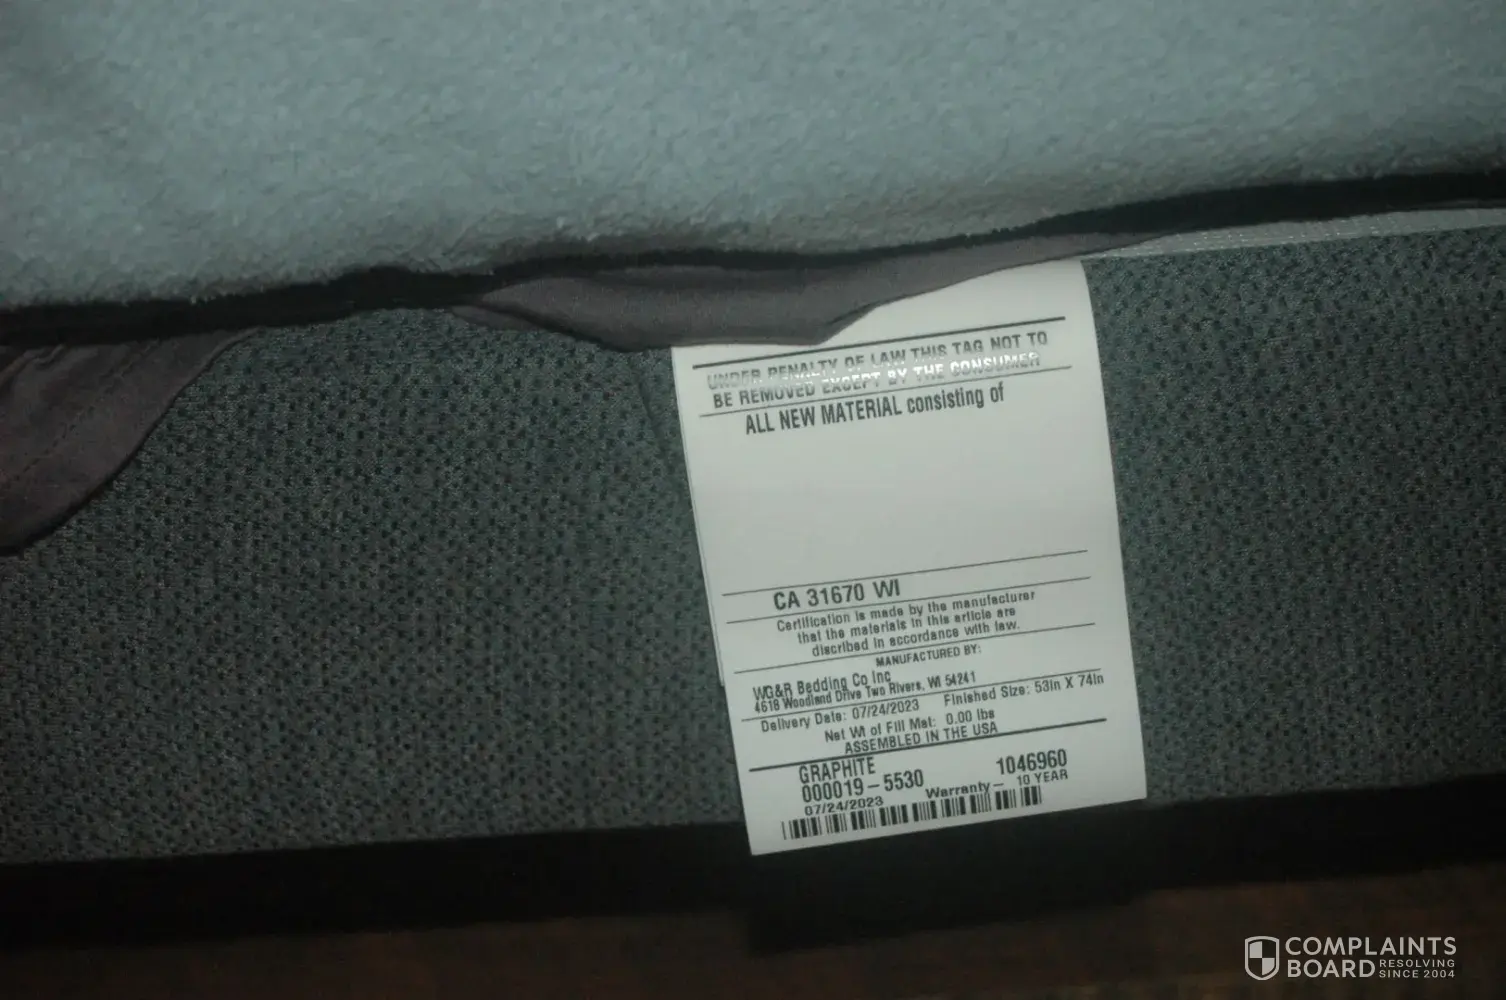 UNDER PENALTY OF LAW THIS TAG NOT TO
BE REMOVED EXCEPT BY THE CONSUMER
ALL NEW MATERIAL consisting of
CA 31670 WI
Certification is made by the manufacturer
that the materials in this article are
discribed in accordance with law.
MANUFACTURED BY:
WG&R Bedding Co Inc
4618 Woodland Drive Two Rivers, WI 54241
Delivery Date: 07/24/2023 Finished Size: 53in X 74in
Net Wt of Fill Mat: 0.00 lbs
ASSEMBLED IN THE USA
GRAPHITE
000019-5530 1046960
07/24/2023 Warranty- 10 YEAR
COMPLAINTS
BOARD RESOLVING
SINCE 2004